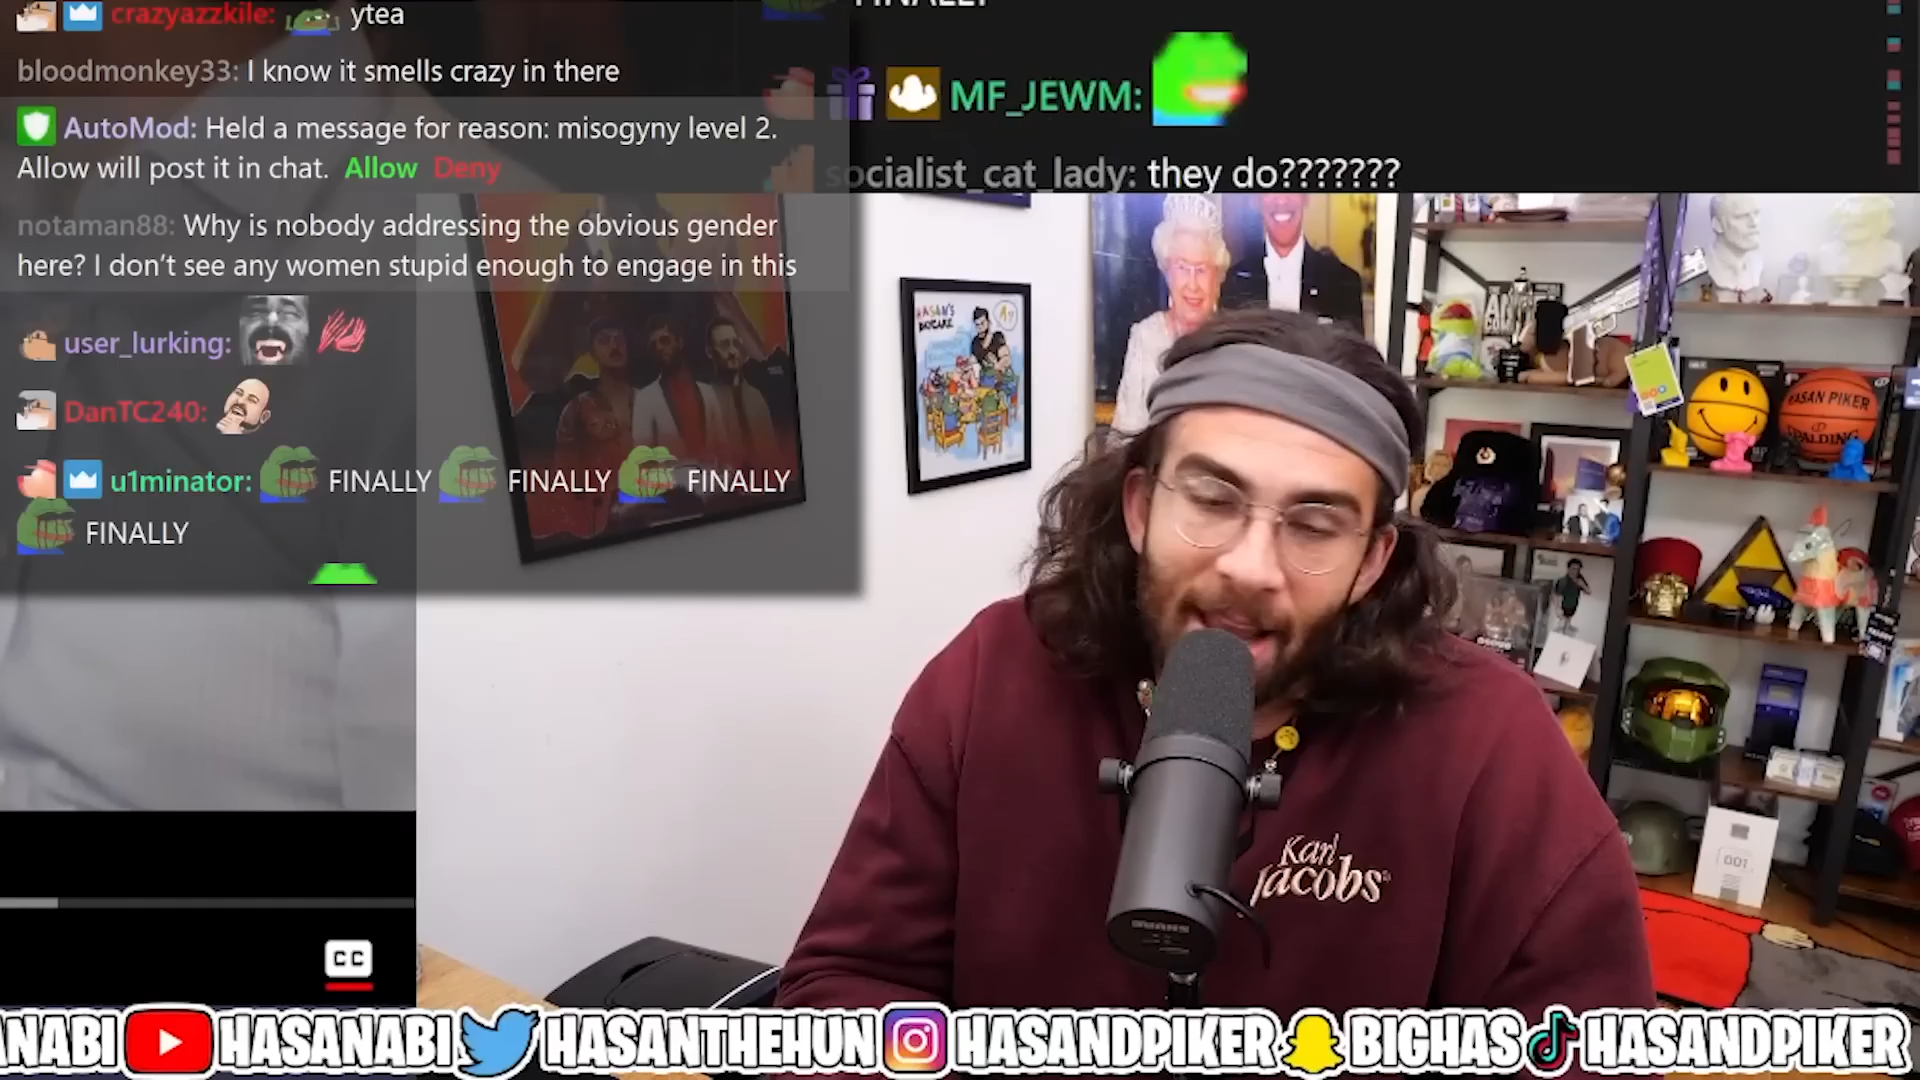 crazyazzkile: ytea
bloodmonkey33: I know it smells crazy in there
AutoMod: Held a message for reason: misogyny level 2.
Allow will post it in chat. Allow Deny
notaman88: Why is nobody addressing the obvious gender
here? I don't see any women stupid enough to engage in this
user_lurking:
DanTC240:
u1minator: FINALLY FINALLY FINALLY
FINALLY
FINALLY
MF_JEWM:
socialist_cat_lady: they do???????
HASAN'S
DAYCARE
HASAN PIKER
SPALDING
Karl
Jacobs
001
CC
NABI HASANABI HASANTHEHUN HASANDPIKER BIGHAS HASANDPIKER